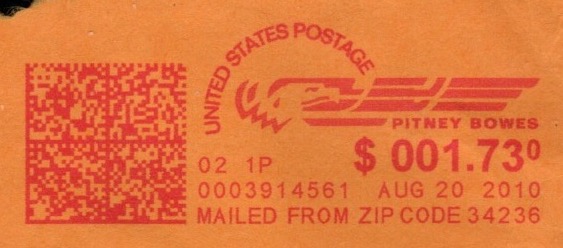 UNITED STATES POSTAGE
PITNEY BOWES
02 1P $ 001.730
0003914561 AUG 20 2010
MAILED FROM ZIP CODE 34236